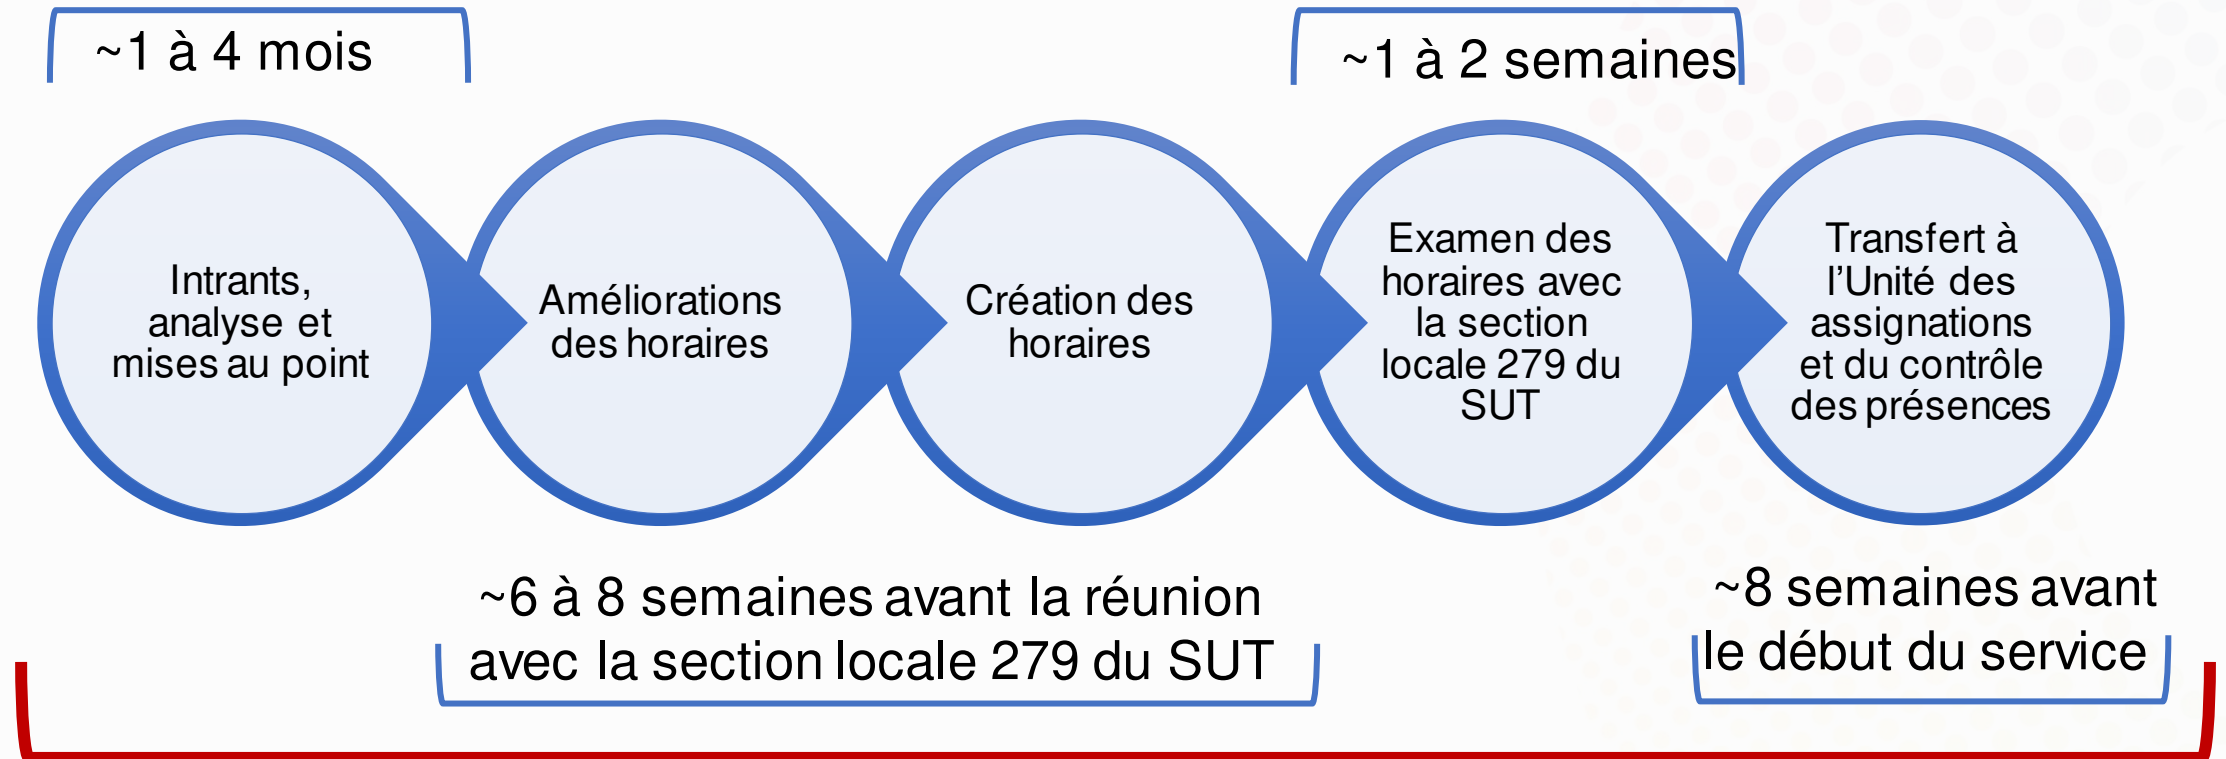 ~1 à 4 mois
~1 à 2 semaines
Intrants,
analyse et
mises au point
Améliorations
des horaires
Création des
horaires
Examen des
horaires avec
la section
locale 279 du
SUT
Transfert à
l’Unité des
assignations
et du contrôle
des présences
~6 à 8 semaines avant la réunion
avec la section locale 279 du SUT
~8 semaines avant
le début du service